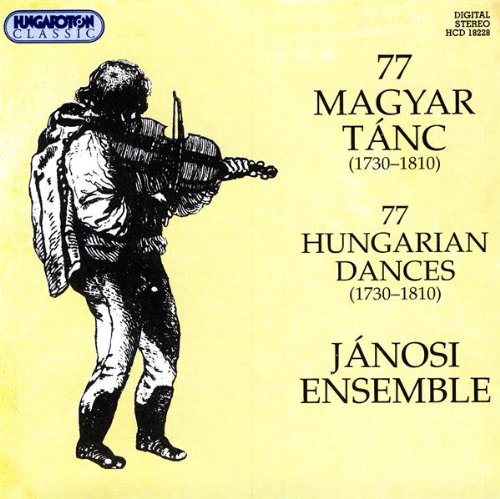 HUNGAROTON
CLASSIC
DIGITAL
STEREO
HCD 18228
77
MAGYAR
TÁNC
(1730–1810)
77
HUNGARIAN
DANCES
(1730–1810)
JÁNOSI
ENSEMBLE